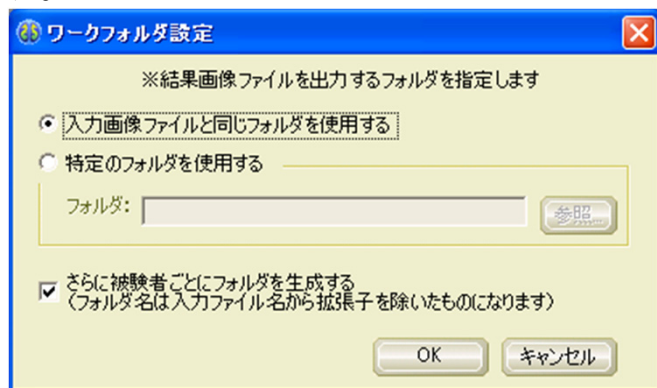 ワークフォルダ設定
※結果画像ファイルを出力するフォルダを指定します
入力画像ファイルと同じフォルダを使用する
特定のフォルダを使用する
フォルダ:
参照...
さらに被験者ごとにフォルダを生成する
(フォルダ名は入力ファイル名から拡張子を除いたものになります)
OK
キャンセル